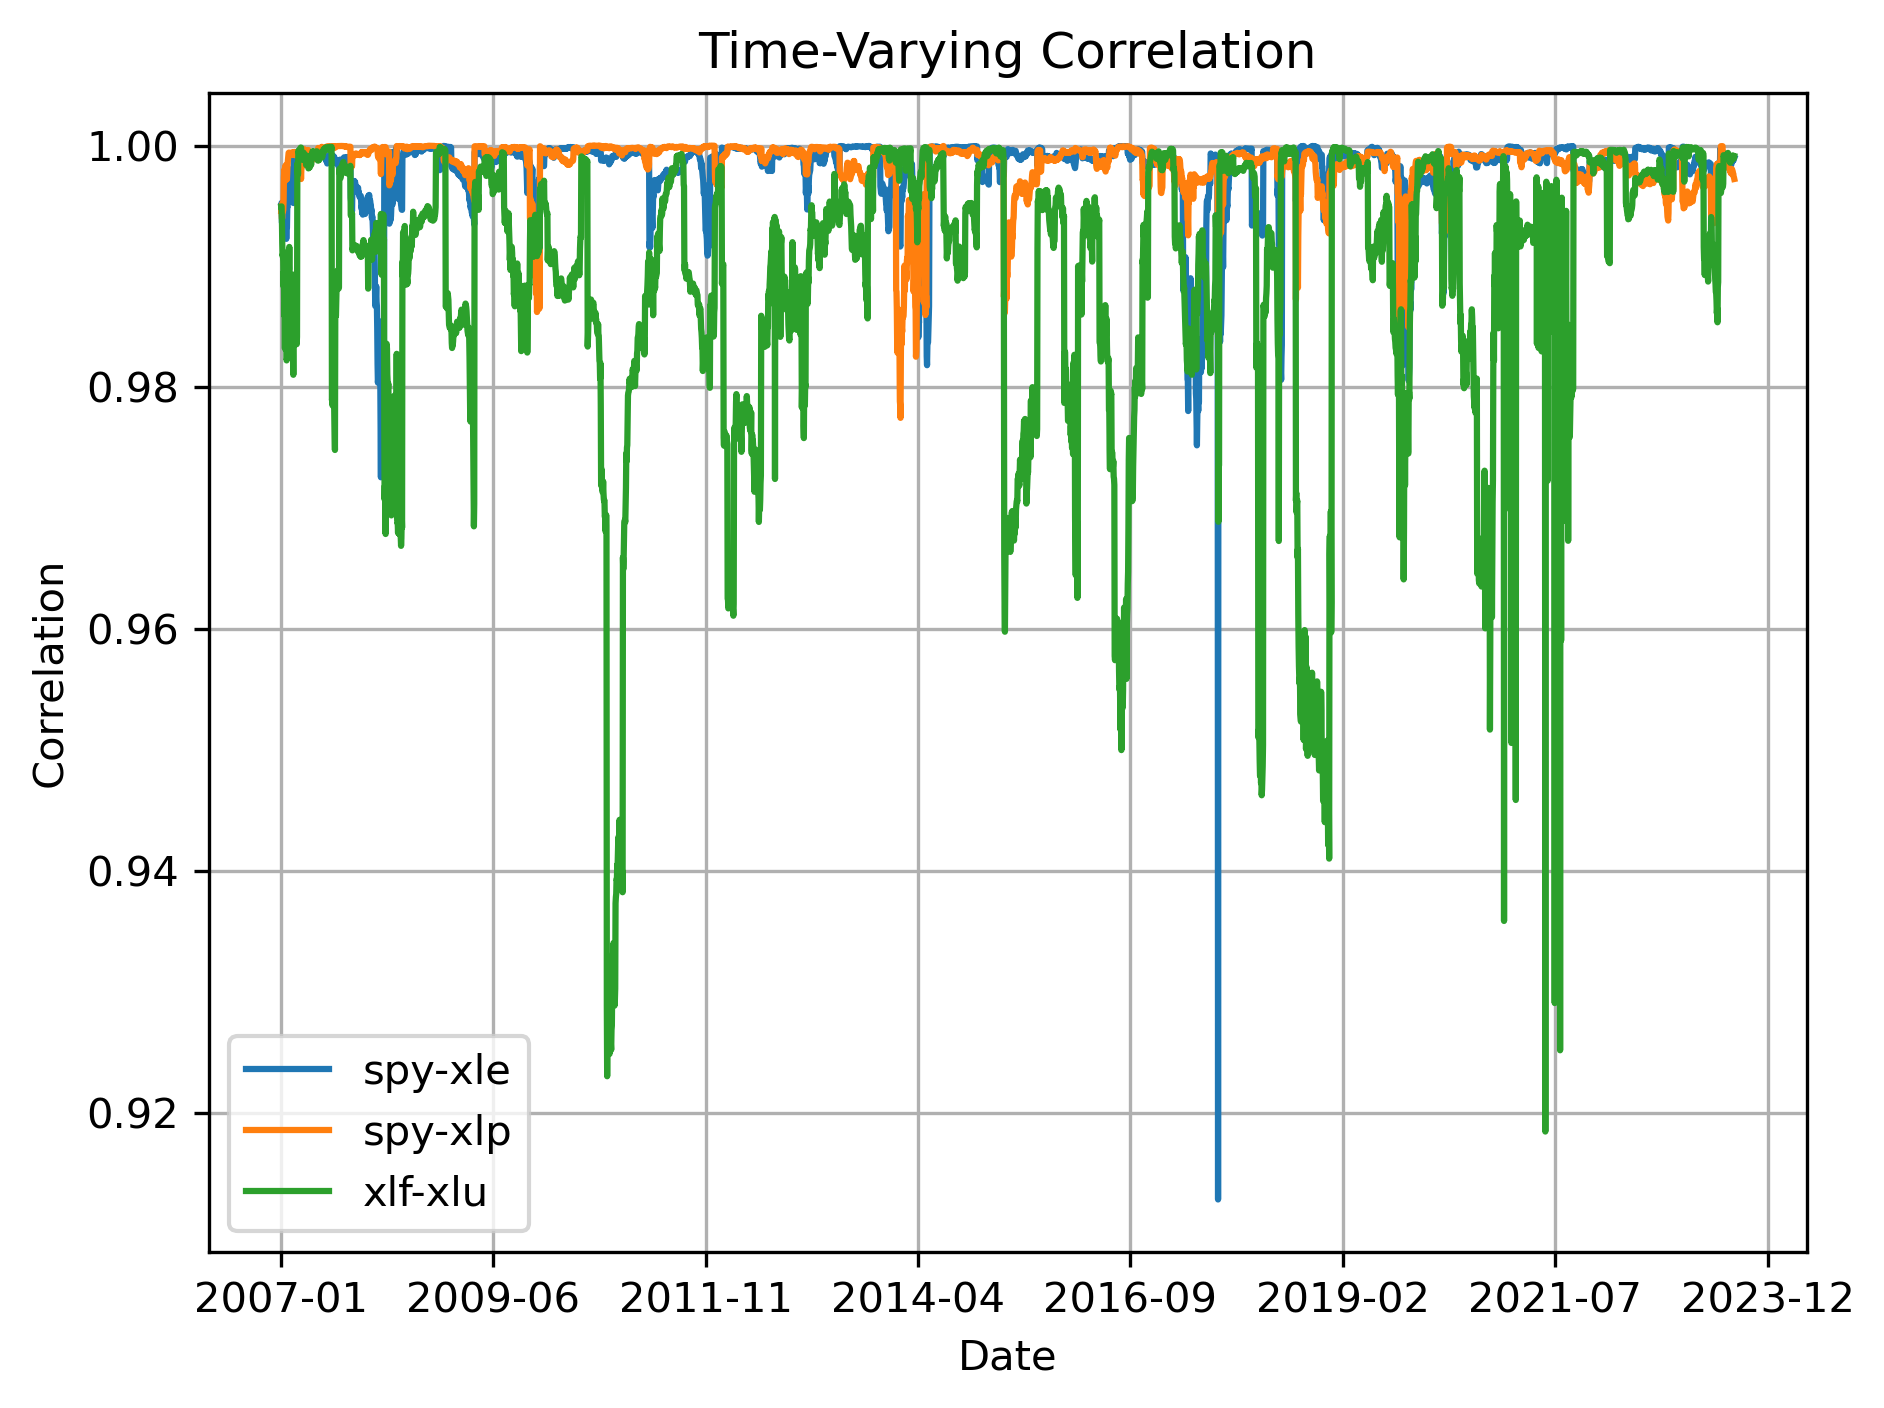 Time-Varying Correlation
Correlation
1.00
0.98
0.96
0.94
0.92
spy-xle
spy-xlp
xlf-xlu
2007-01 2009-06 2011-11 2014-04 2016-09 2019-02 2021-07 2023-12
Date